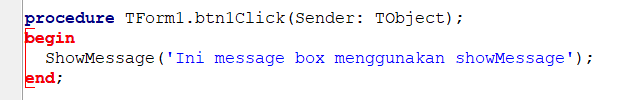 procedure TForm1.btn1Click(Sender: TObject);
begin
  ShowMessage('Ini message box menggunakan showMessage');
end;